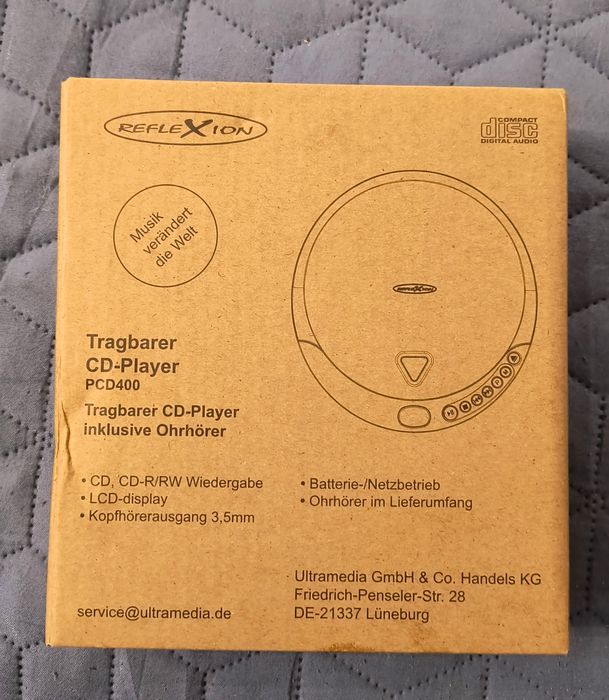 REFLEXION
COMPACT
disc
DIGITAL AUDIO
Musik
verändert
die Welt
REFLEXION
Tragbarer
CD-Player
PCD400
Tragbarer CD-Player
inklusive Ohrhörer
• CD, CD-R/RW Wiedergabe
• LCD-display
• Kopfhörerausgang 3,5mm
• Batterie-/Netzbetrieb
• Ohrhörer im Lieferumfang
Ultramedia GmbH & Co. Handels KG
Friedrich-Penseler-Str. 28
DE-21337 Lüneburg
service@ultramedia.de